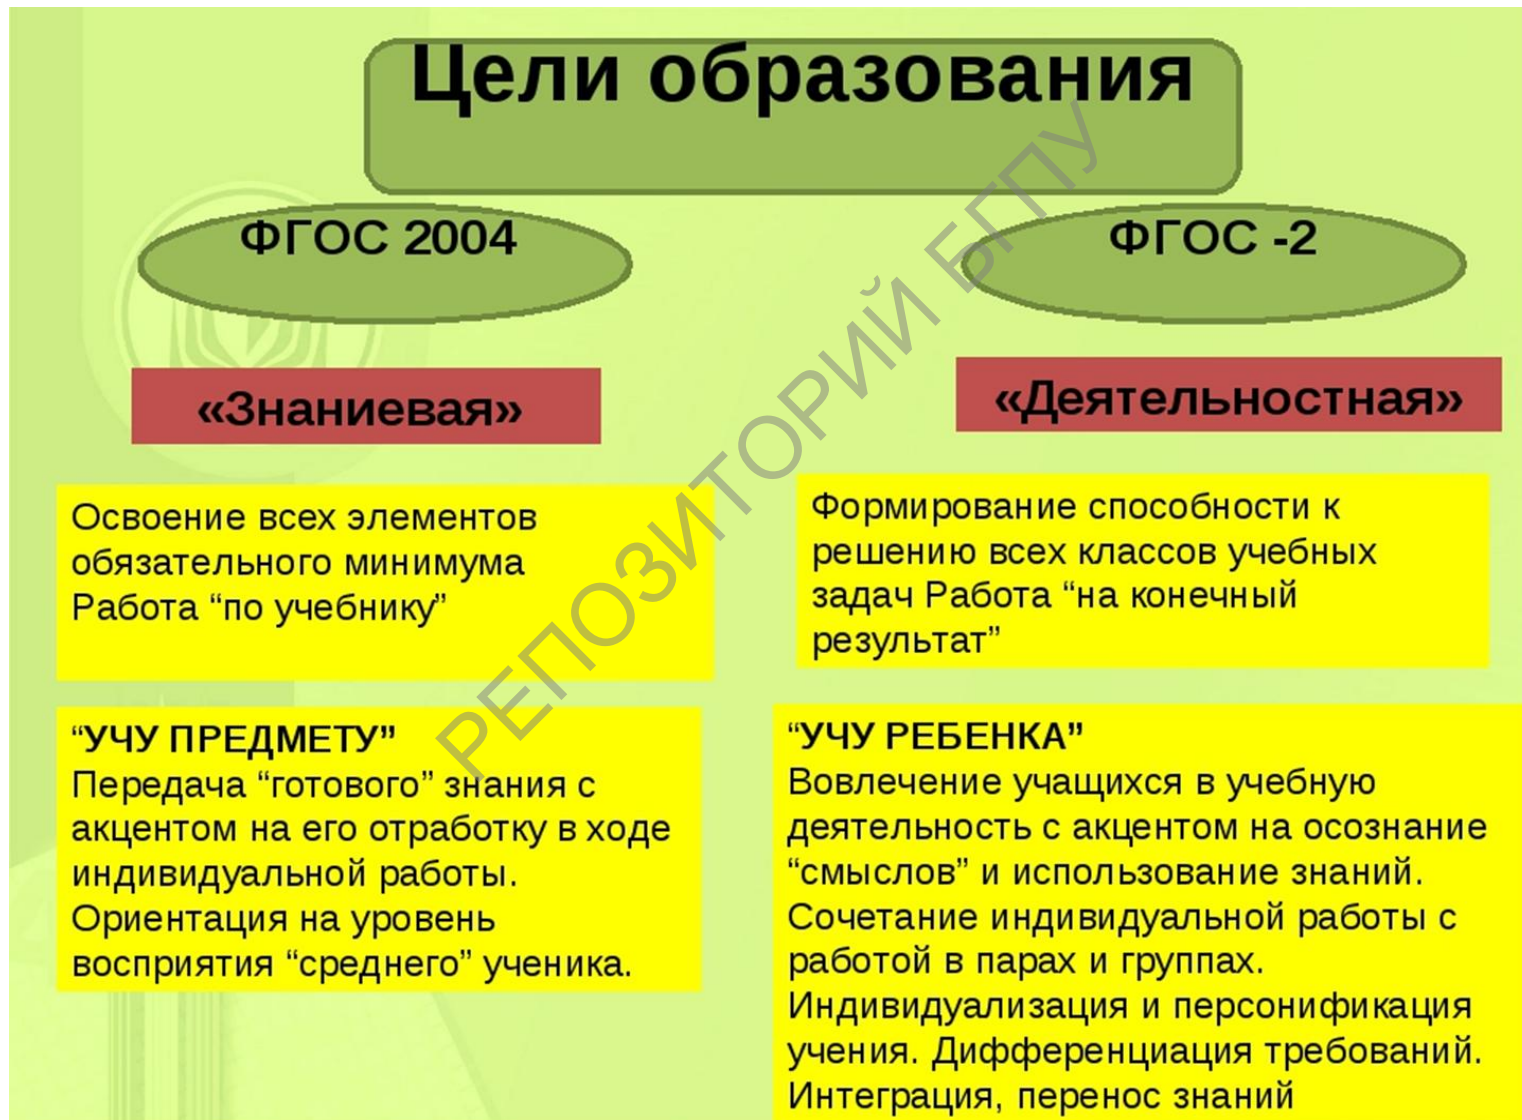 Цели образования
ФГОС 2004
«Знаниевая»
Освоение всех элементов
обязательного минимума
Работа “по учебнику”
“УЧУ ПРЕДМЕТУ”
Передача “готового” знания с
акцентом на его отработку в ходе
индивидуальной работы.
Ориентация на уровень
восприятия “среднего” ученика.
ФГОС -2
«Деятельностная»
Формирование способности к
решению всех классов учебных
задач Работа “на конечный
результат”
“УЧУ РЕБЕНКА”
Вовлечение учащихся в учебную
деятельность с акцентом на осознание
“смыслов” и использование знаний.
Сочетание индивидуальной работы с
работой в парах и группах.
Индивидуализация и персонификация
учения. Дифференциация требований.
Интеграция, перенос знаний
РЕПОЗИТОРИЙ БГПУ